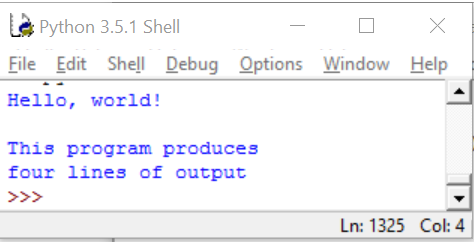 Python 3.5.1 Shell
File Edit Shell Debug Options Window Help
Hello, world!

This program produces
four lines of output
>>>
Ln: 1325 Col: 4